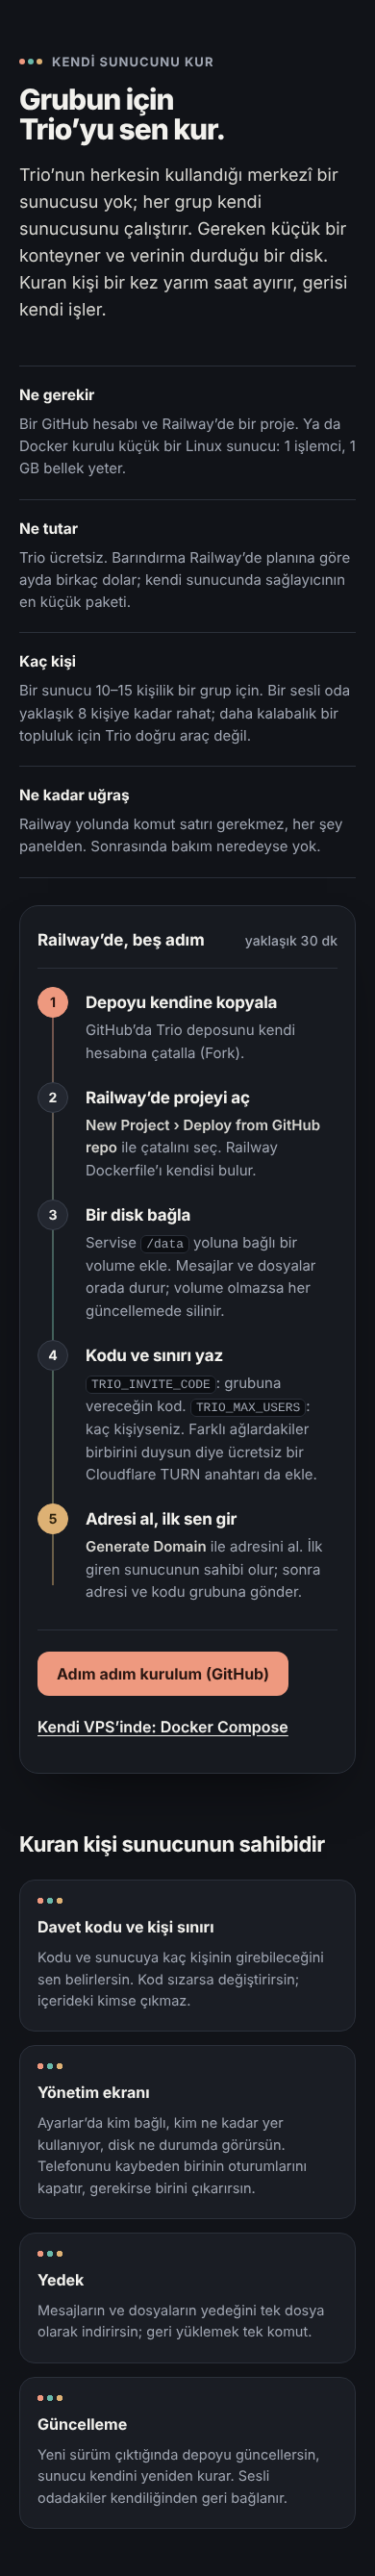 KENDİ SUNUCUNU KUR
Grubun için
Trio’yu sen kur.
Trio’nun herkesin kullandığı merkezî bir
sunucusu yok; her grup kendi
sunucusunu çalıştırır. Gereken küçük bir
konteyner ve verinin durduğu bir disk.
Kuran kişi bir kez yarım saat ayırır, gerisi
kendi işler.
Ne gerekir
Bir GitHub hesabı ve Railway’de bir proje. Ya da
Docker kurulu küçük bir Linux sunucu: 1 işlemci, 1
GB bellek yeter.
Ne tutar
Trio ücretsiz. Barındırma Railway’de planına göre
ayda birkaç dolar; kendi sunucunda sağlayıcının
en küçük paketi.
Kaç kişi
Bir sunucu 10–15 kişilik bir grup için. Bir sesli oda
yaklaşık 8 kişiye kadar rahat; daha kalabalık bir
topluluk için Trio doğru araç değil.
Ne kadar uğraş
Railway yolunda komut satırı gerekmez, her şey
panelden. Sonrasında bakım neredeyse yok.
Railway’de, beş adım yaklaşık 30 dk
1 Depoyu kendine kopyala
GitHub’da Trio deposunu kendi
hesabına çatalla (Fork).
2 Railway’de projeyi aç
New Project › Deploy from GitHub
repo ile çatalını seç. Railway
Dockerfile’ı kendisi bulur.
3 Bir disk bağla
Servise /data yoluna bağlı bir
volume ekle. Mesajlar ve dosyalar
orada durur; volume olmazsa her
güncellemede silinir.
4 Kodu ve sınırı yaz
TRIO_INVITE_CODE: grubuna
vereceğin kod. TRIO_MAX_USERS:
kaç kişiyseniz. Farklı ağlardakiler
birbirini duysun diye ücretsiz bir
Cloudflare TURN anahtarı da ekle.
5 Adresi al, ilk sen gir
Generate Domain ile adresini al. İlk
giren sunucunun sahibi olur; sonra
adresi ve kodu grubuna gönder.
Adım adım kurulum (GitHub)
Kendi VPS’inde: Docker Compose
Kuran kişi sunucunun sahibidir
Davet kodu ve kişi sınırı
Kodu ve sunucuya kaç kişinin girebileceğini
sen belirlersin. Kod sızarsa değiştirirsin;
içerideki kimse çıkmaz.
Yönetim ekranı
Ayarlar’da kim bağlı, kim ne kadar yer
kullanıyor, disk ne durumda görürsün.
Telefonunu kaybeden birinin oturumlarını
kapatır, gerekirse birini çıkarırsın.
Yedek
Mesajların ve dosyaların yedeğini tek dosya
olarak indirirsin; geri yüklemek tek komut.
Güncelleme
Yeni sürüm çıktığında depoyu güncellersin,
sunucu kendini yeniden kurar. Sesli
odadakiler kendiliğinden geri bağlanır.